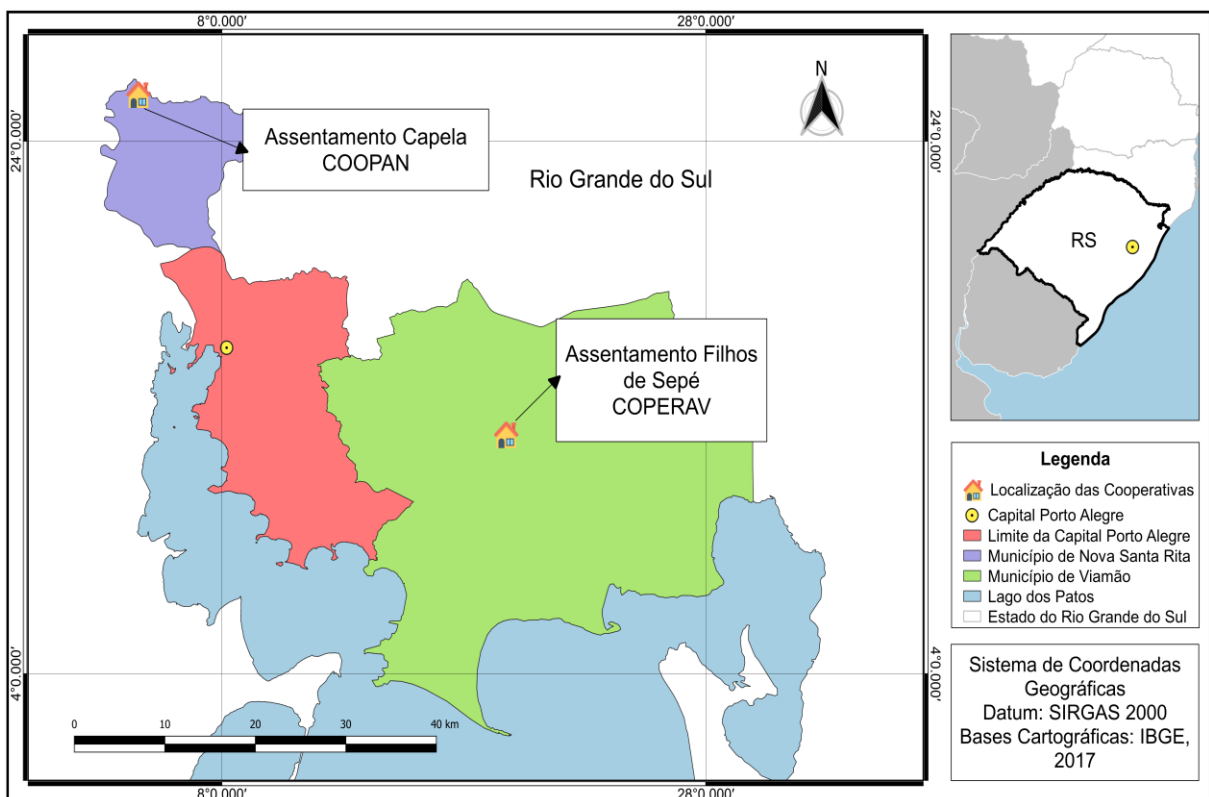 8°0.000'
28°0.000'
24°0.000'
24°0.000'
4°0.000'
4°0.000'
8°0.000'
28°0.000'
Assentamento Capela
COOPAN
Rio Grande do Sul
N
Assentamento Filhos
de Sepé
COPERAV
0 10 20 30 40 km
RS
Legenda
Localização das Cooperativas
Capital Porto Alegre
Limite da Capital Porto Alegre
Município de Nova Santa Rita
Município de Viamão
Lago dos Patos
Estado do Rio Grande do Sul
Sistema de Coordenadas
Geográficas
Datum: SIRGAS 2000
Bases Cartográficas: IBGE,
2017